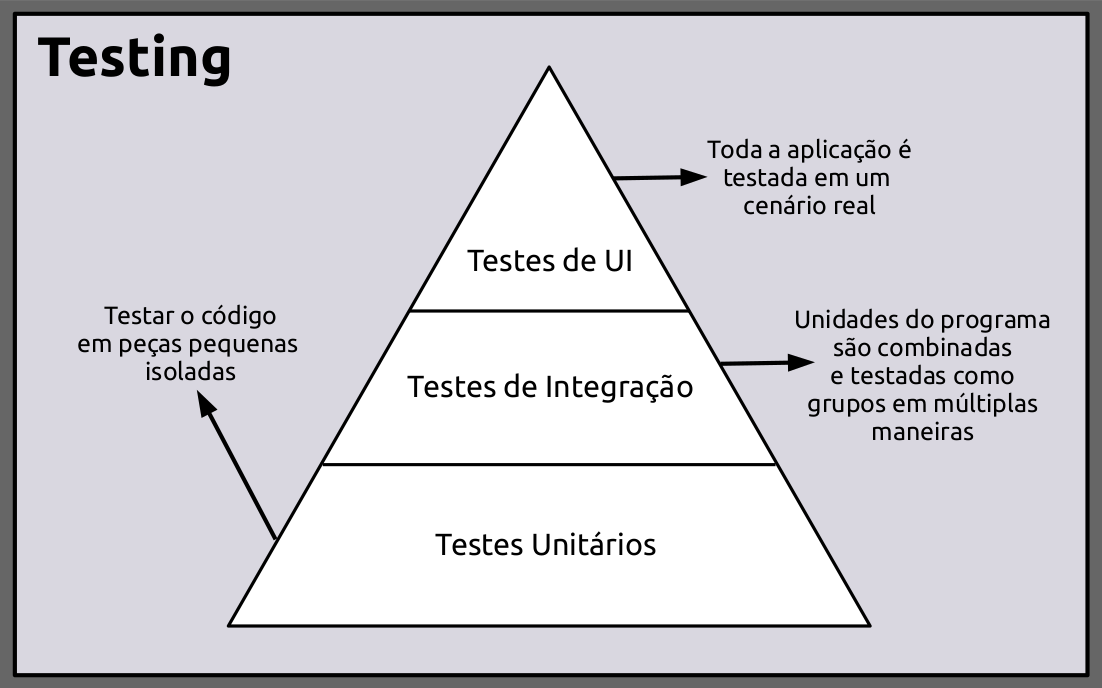 Testing
Toda a aplicação é
testada em um
cenário real
Testes de UI
Testar o código
em peças pequenas
isoladas
Unidades do programa
são combinadas
e testadas como
grupos em múltiplas
maneiras
Testes de Integração
Testes Unitários